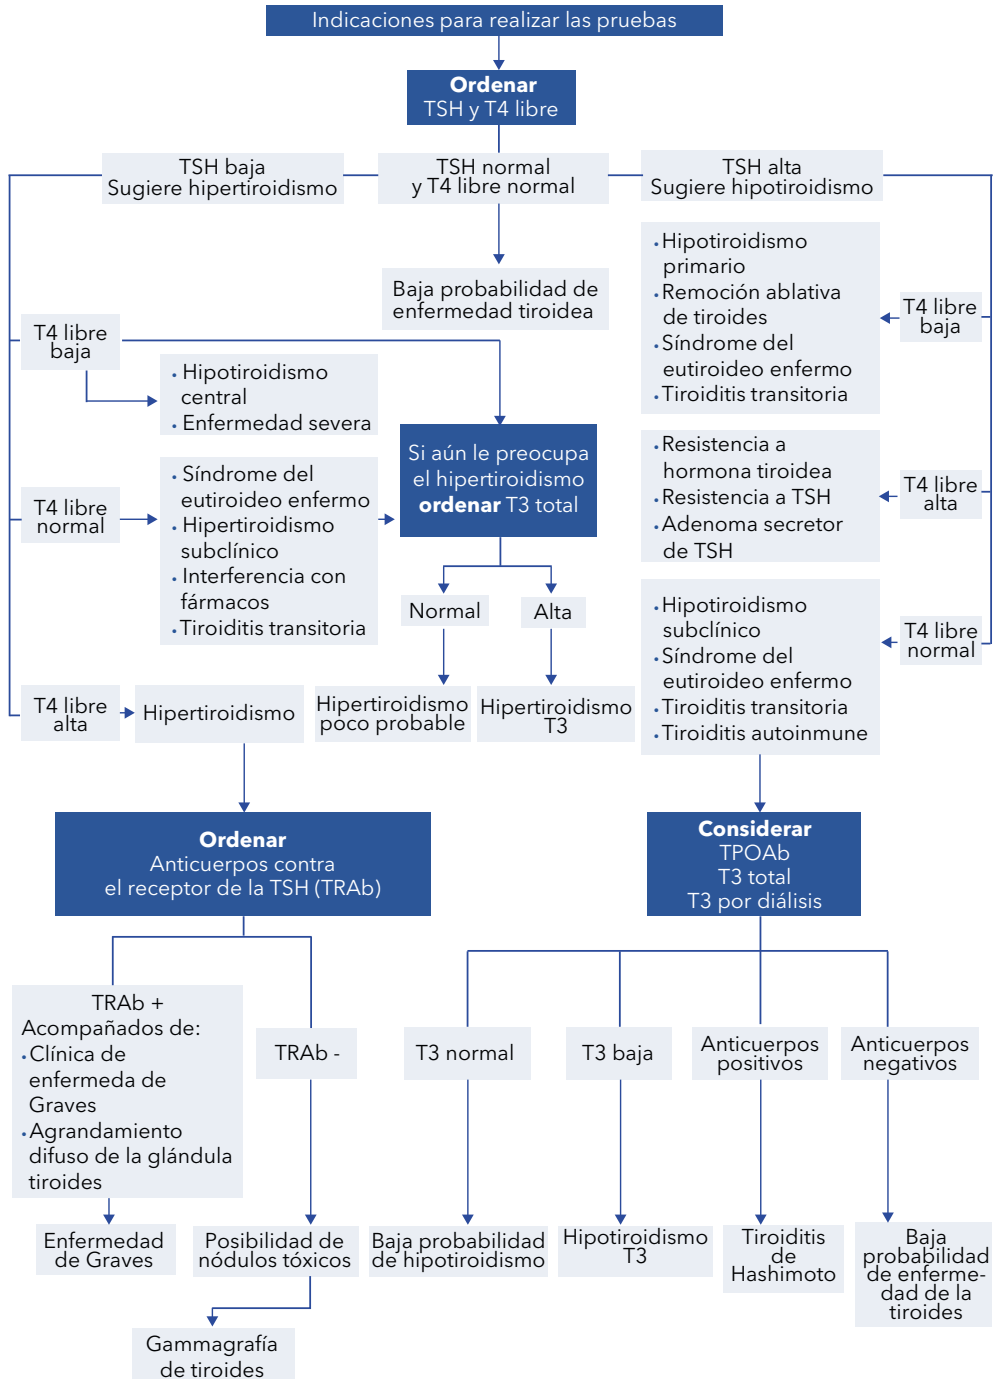 Indicaciones para realizar las pruebas
Ordenar
TSH y T4 libre
TSH baja
Sugiere hipertiroidismo
TSH normal
y T4 libre normal
TSH alta
Sugiere hipotiroidismo
Baja probabilidad de
enfermedad tiroidea
• Hipotiroidismo
primario
• Remoción ablativa
de tiroides
• Síndrome del
eutiroideo enfermo
• Tiroiditis transitoria
T4 libre
baja
T4 libre
baja
• Hipotiroidismo
central
• Enfermedad severa
Si aún le preocupa
el hipertiroidismo
ordenar T3 total
• Resistencia a
hormona tiroidea
• Resistencia a TSH
• Adenoma secretor
de TSH
T4 libre
alta
T4 libre
normal
• Síndrome del
eutiroideo enfermo
• Hipertiroidismo
subclínico
• Interferencia con
fármacos
• Tiroiditis transitoria
Normal
Alta
• Hipotiroidismo
subclínico
• Síndrome del
eutiroideo enfermo
• Tiroiditis transitoria
• Tiroiditis autoinmune
T4 libre
normal
T4 libre
alta
Hipertiroidismo
Hipertiroidismo
poco probable
Hipertiroidismo
T3
Ordenar
Anticuerpos contra
el receptor de la TSH (TRAb)
Considerar
TPOAb
T3 total
T3 por diálisis
TRAb +
Acompañados de:
• Clínica de
enfermeda de
Graves
• Agrandamiento
difuso de la glándula
tiroides
TRAb -
T3 normal
T3 baja
Anticuerpos
positivos
Anticuerpos
negativos
Enfermedad
de Graves
Posibilidad de
nódulos tóxicos
Baja probabilidad
de hipotiroidismo
Hipotiroidismo
T3
Tiroiditis
de
Hashimoto
Baja
probabilidad
de enferme-
dad de la
tiroides
Gammagrafía
de tiroides